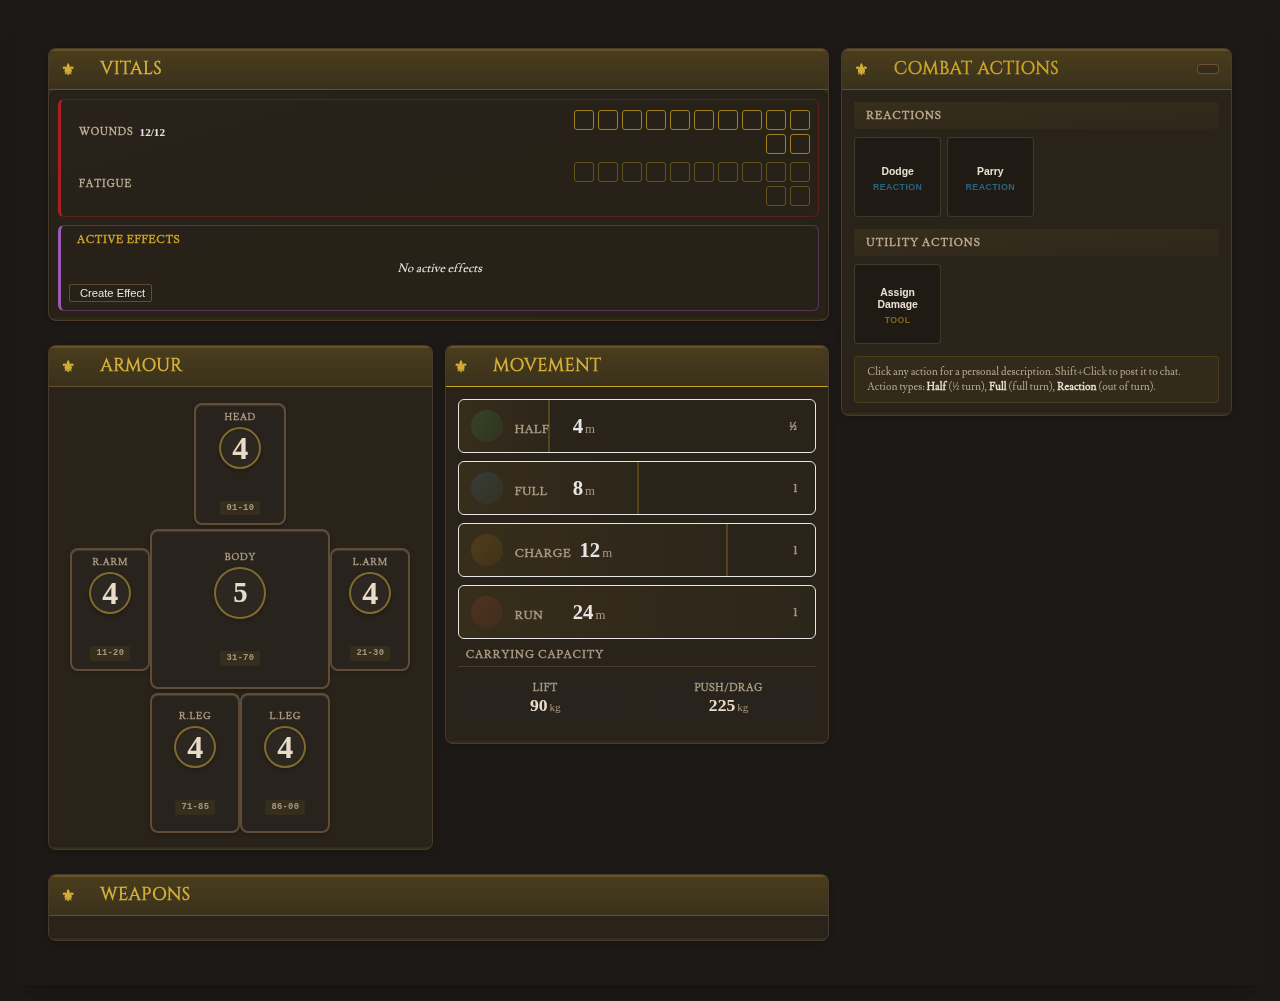 VITALS
WOUNDS 12/12
FATIGUE
ACTIVE EFFECTS
No active effects
Create Effect
COMBAT ACTIONS
REACTIONS
Dodge
REACTION
Parry
REACTION
UTILITY ACTIONS
Assign
Damage
TOOL
Click any action for a personal description. Shift+Click to post it to chat.
Action types: Half (½ turn), Full (full turn), Reaction (out of turn).
ARMOUR
HEAD
4
01-10
R.ARM
4
11-20
BODY
5
31-70
L.ARM
4
21-30
R.LEG
4
71-85
L.LEG
4
86-00
MOVEMENT
HALF 4 m ½
FULL 8 m 1
CHARGE 12 m 1
RUN 24 m 1
CARRYING CAPACITY
LIFT
90 kg
PUSH/DRAG
225 kg
WEAPONS